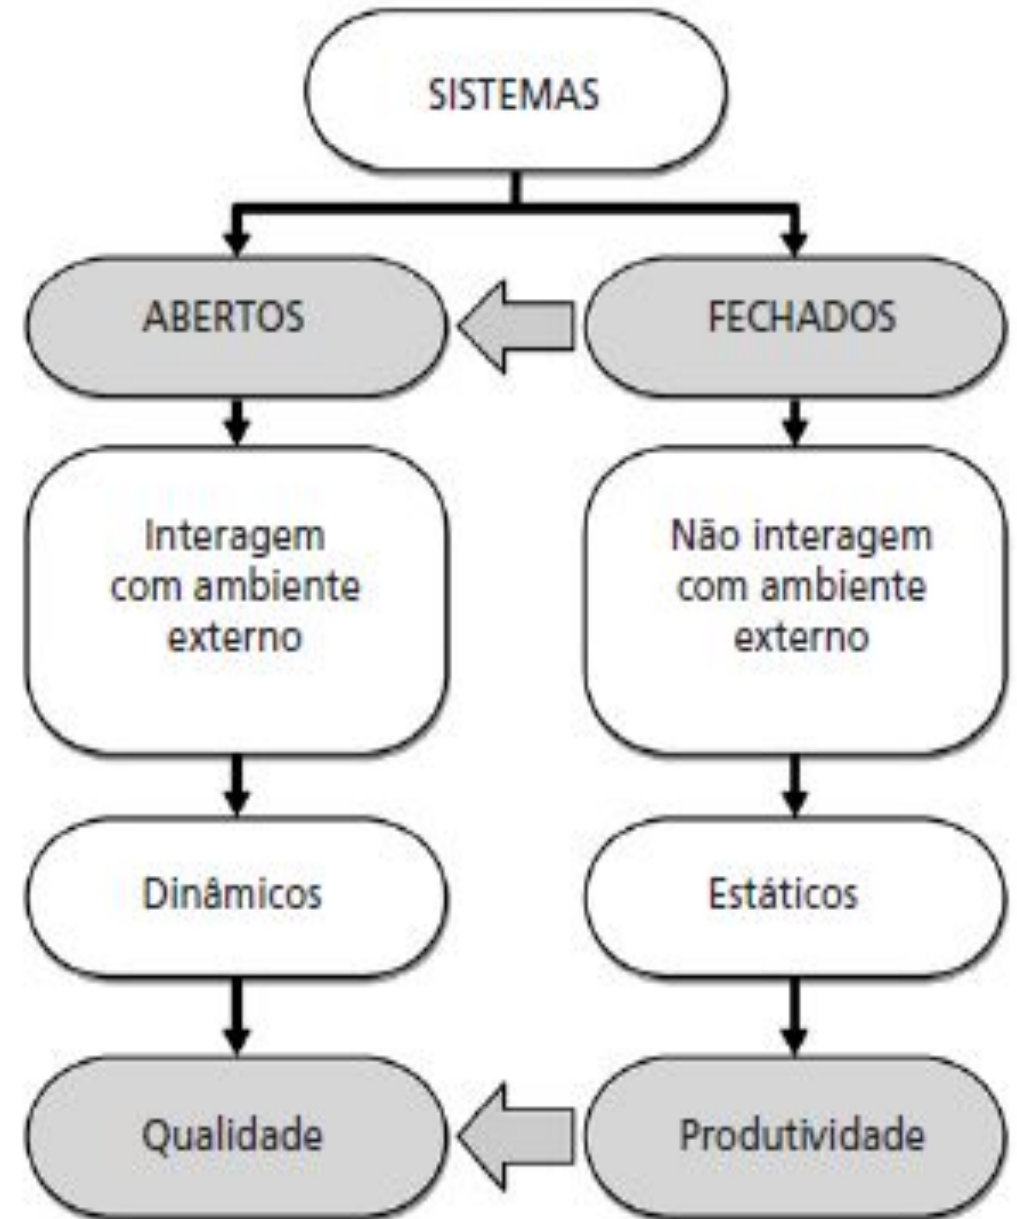 SISTEMAS
ABERTOS
FECHADOS
Interagem
com ambiente
externo
Não interagem
com ambiente
externo
Dinâmicos
Estáticos
Qualidade
Produtividade